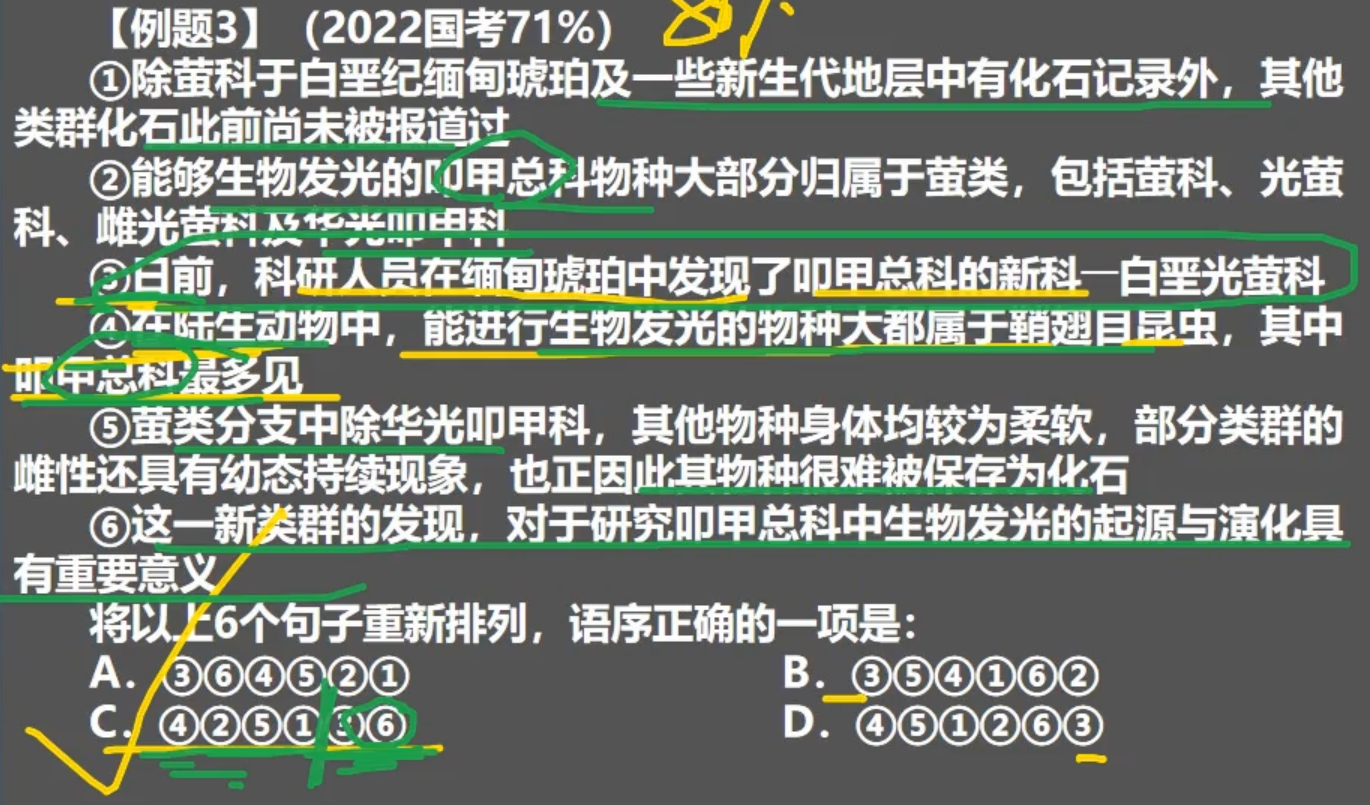 【例题3】（2022国考71%）
①除萤科于白垩纪缅甸琥珀及一些新生代地层中有化石记录外，其他
类群化石此前尚未被报道过
②能够生物发光的叩甲总科物种大部分归属于萤类，包括萤科、光萤
科、雌光萤科及华光叩甲科
③日前，科研人员在缅甸琥珀中发现了叩甲总科的新科—白垩光萤科
④在陆生动物中，能进行生物发光的物种大都属于鞘翅目昆虫，其中
叩甲总科最多见
⑤萤类分支中除华光叩甲科，其他物种身体均较为柔软，部分类群的
雌性还具有幼态持续现象，也正因此其物种很难被保存为化石
⑥这一新类群的发现，对于研究叩甲总科中生物发光的起源与演化具
有重要意义
将以上6个句子重新排列，语序正确的一项是：
A. ③⑥④⑤②① B. ③⑤④①⑥②
C. ④②⑤①③⑥ D. ④⑤①②⑥③